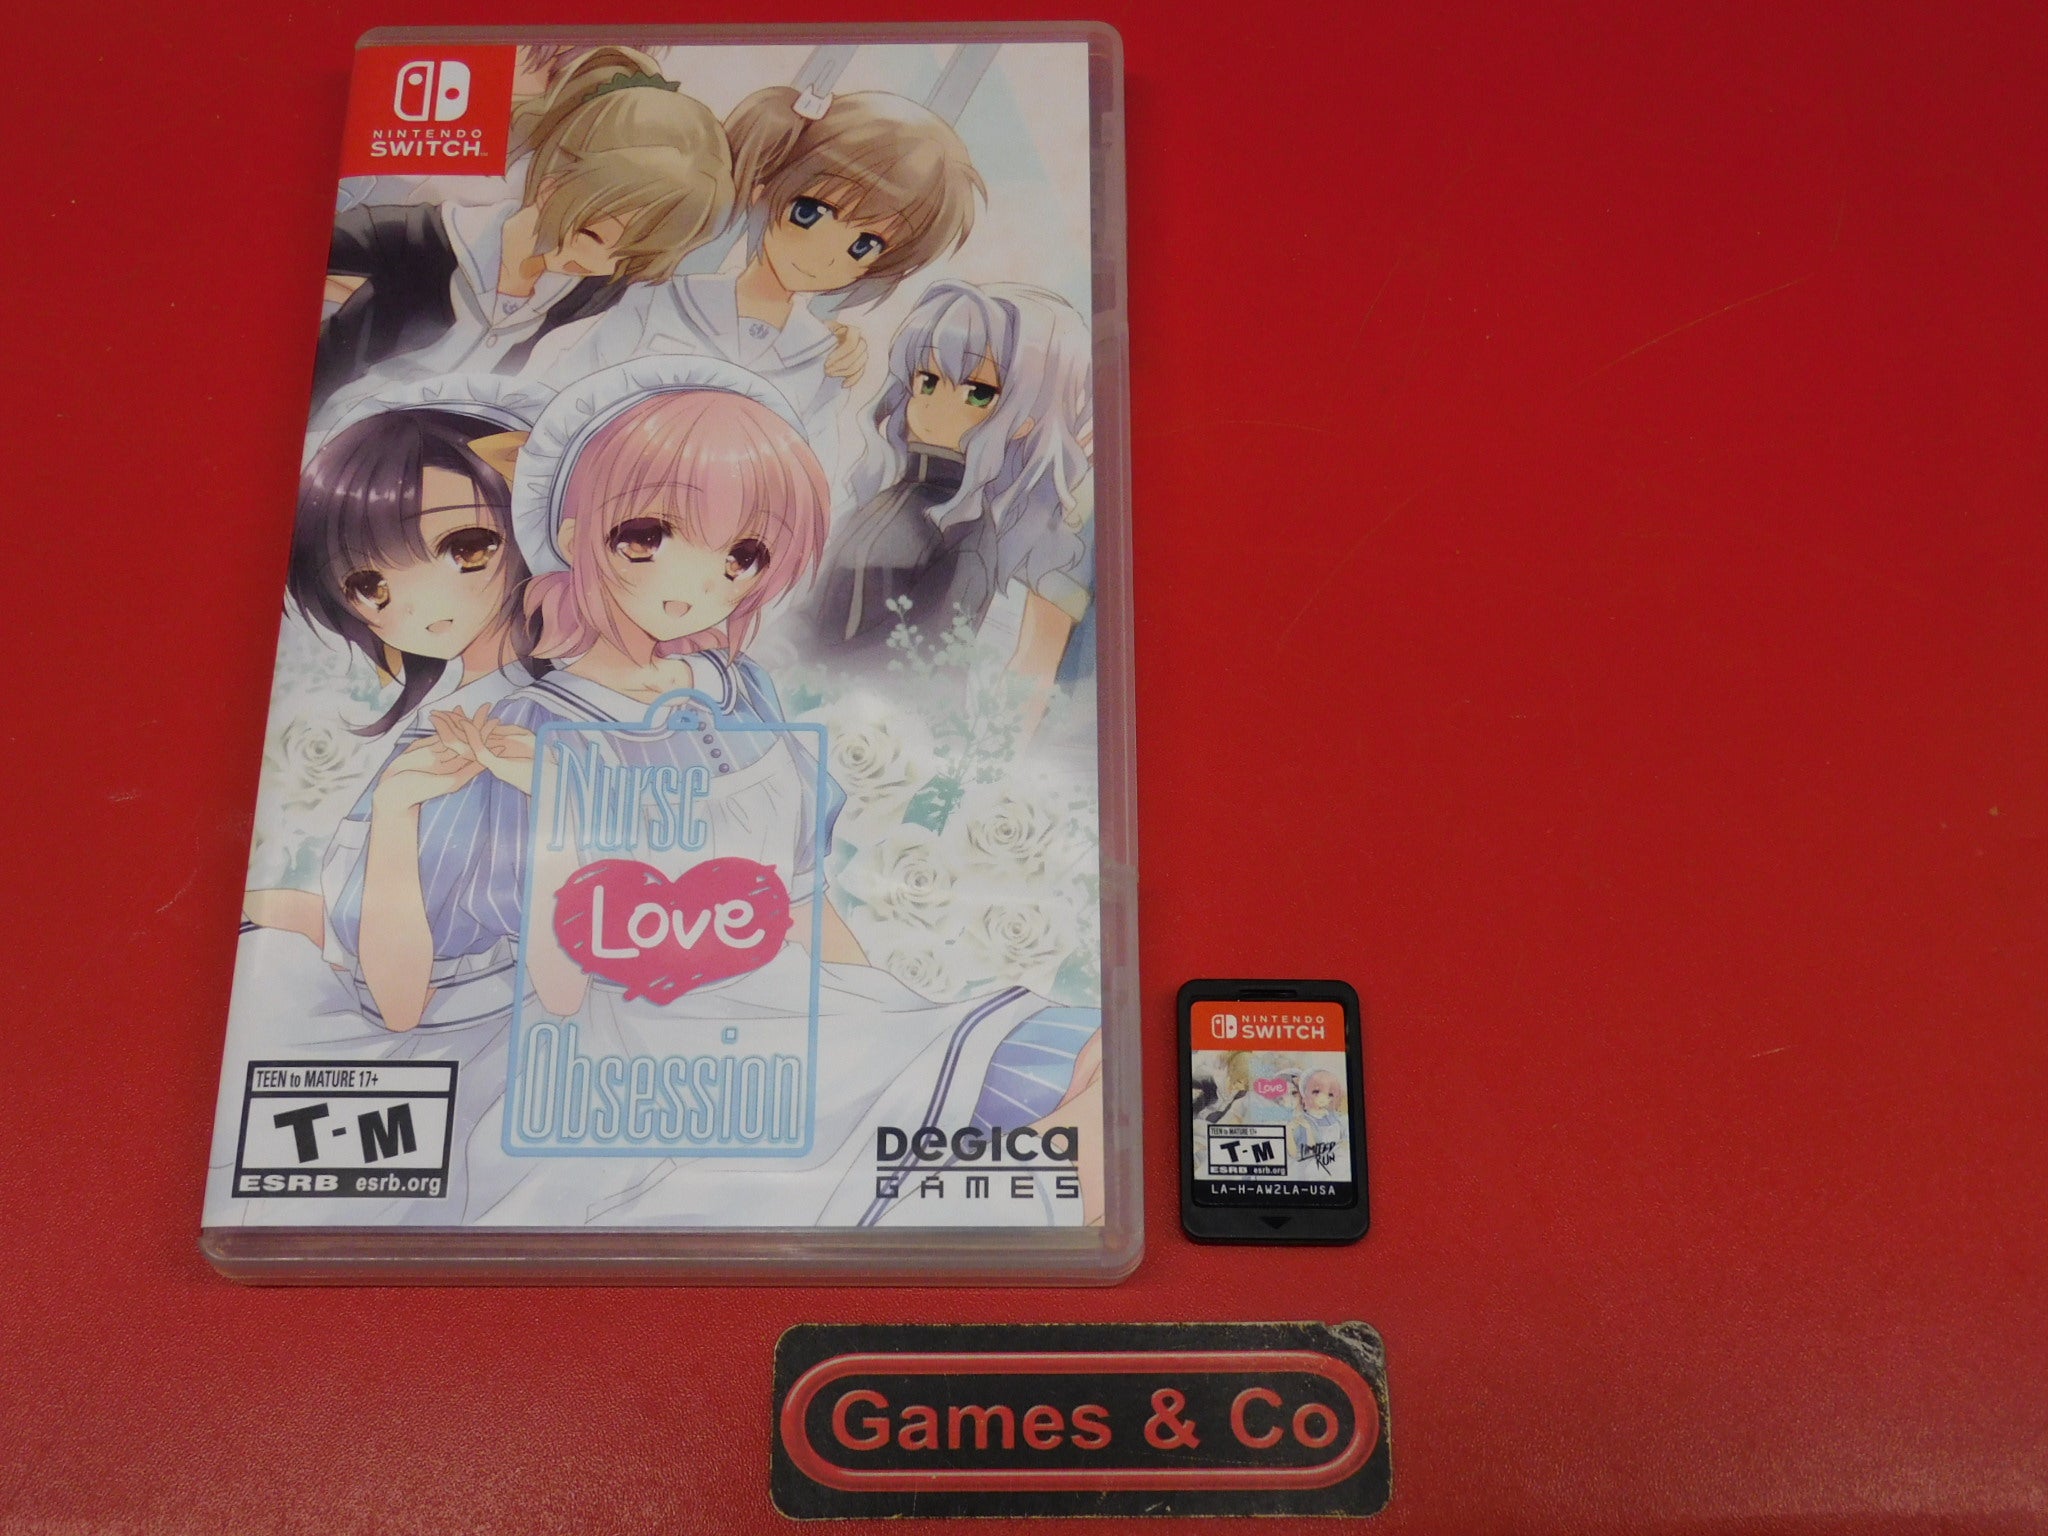 NINTENDO
SWITCH™
Nurse
Love
Obsession
TEEN to MATURE 17+
T-M
ESRB esrb.org
DEGICA
GAMES
NINTENDO
SWITCH
Love
TEEN to MATURE 17+
T-M
ESRB esrb.org
LIMITED
RUN
LA-H-AW2LA-USA
Games & Co